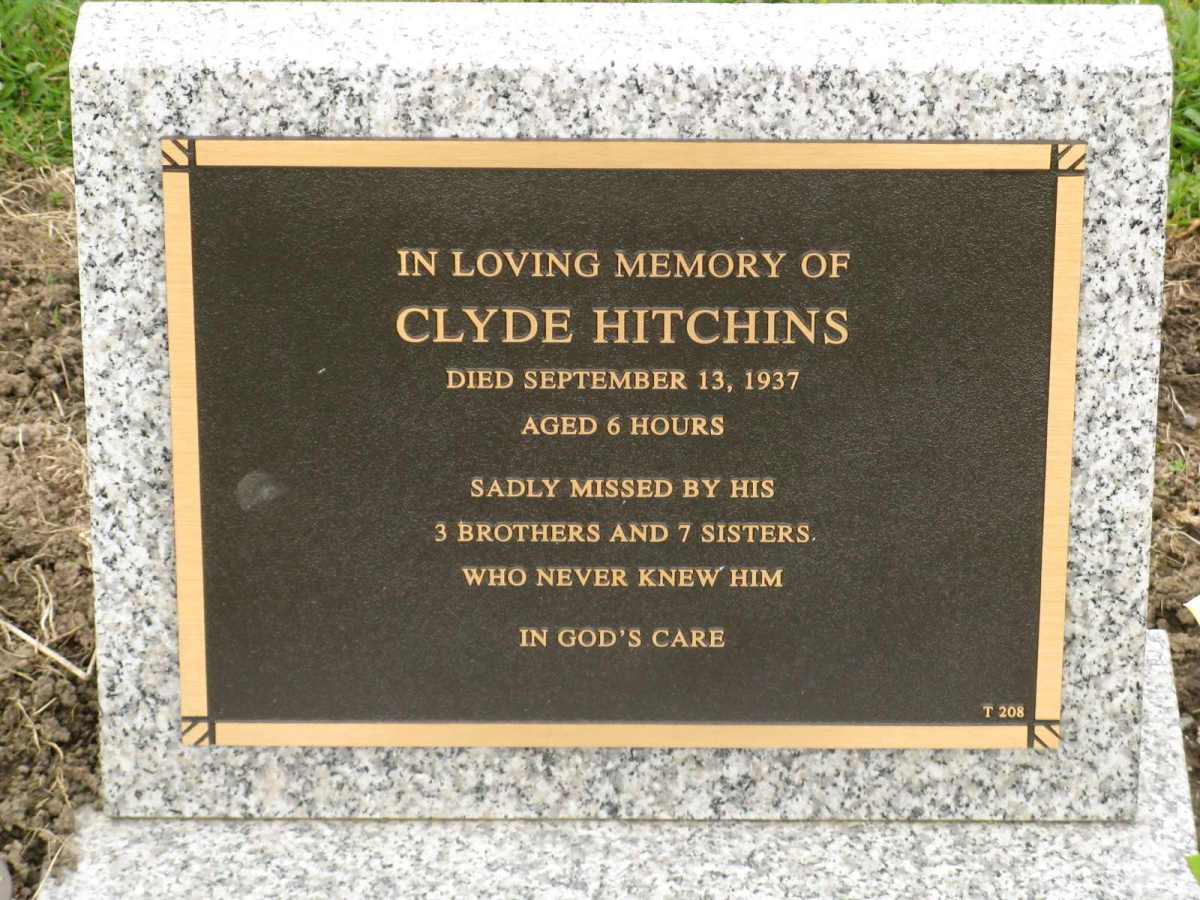 IN LOVING MEMORY OF
CLYDE HITCHINS
DIED SEPTEMBER 13, 1937
AGED 6 HOURS
SADLY MISSED BY HIS
3 BROTHERS AND 7 SISTERS
WHO NEVER KNEW HIM
IN GOD'S CARE
T 208